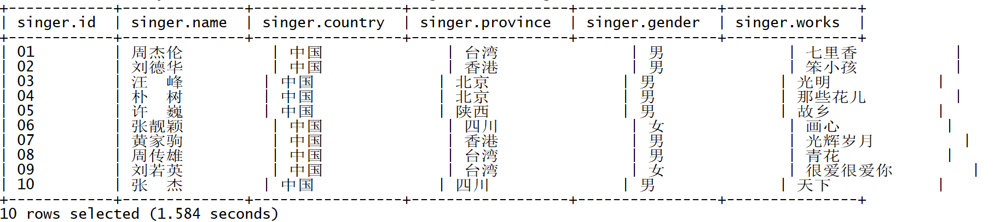 +------------+--------------+-----------------+------------------+----------------+---------------+
| singer.id | singer.name | singer.country | singer.province | singer.gender | singer.works |
+------------+--------------+-----------------+------------------+----------------+---------------+
| 01 | 周杰伦 | 中国 | 台湾 | 男 | 七里香 |
| 02 | 刘德华 | 中国 | 香港 | 男 | 笨小孩 |
| 03 | 汪　峰 | 中国 | 北京 | 男 | 光明 |
| 04 | 朴　树 | 中国 | 北京 | 男 | 那些花儿 |
| 05 | 许　巍 | 中国 | 陕西 | 男 | 故乡 |
| 06 | 张靓颖 | 中国 | 四川 | 女 | 画心 |
| 07 | 黄家驹 | 中国 | 香港 | 男 | 光辉岁月 |
| 08 | 周传雄 | 中国 | 台湾 | 男 | 青花 |
| 09 | 刘若英 | 中国 | 台湾 | 女 | 很爱很爱你 |
| 10 | 张　杰 | 中国 | 四川 | 男 | 天下 |
+------------+--------------+-----------------+------------------+----------------+---------------+
10 rows selected (1.584 seconds)